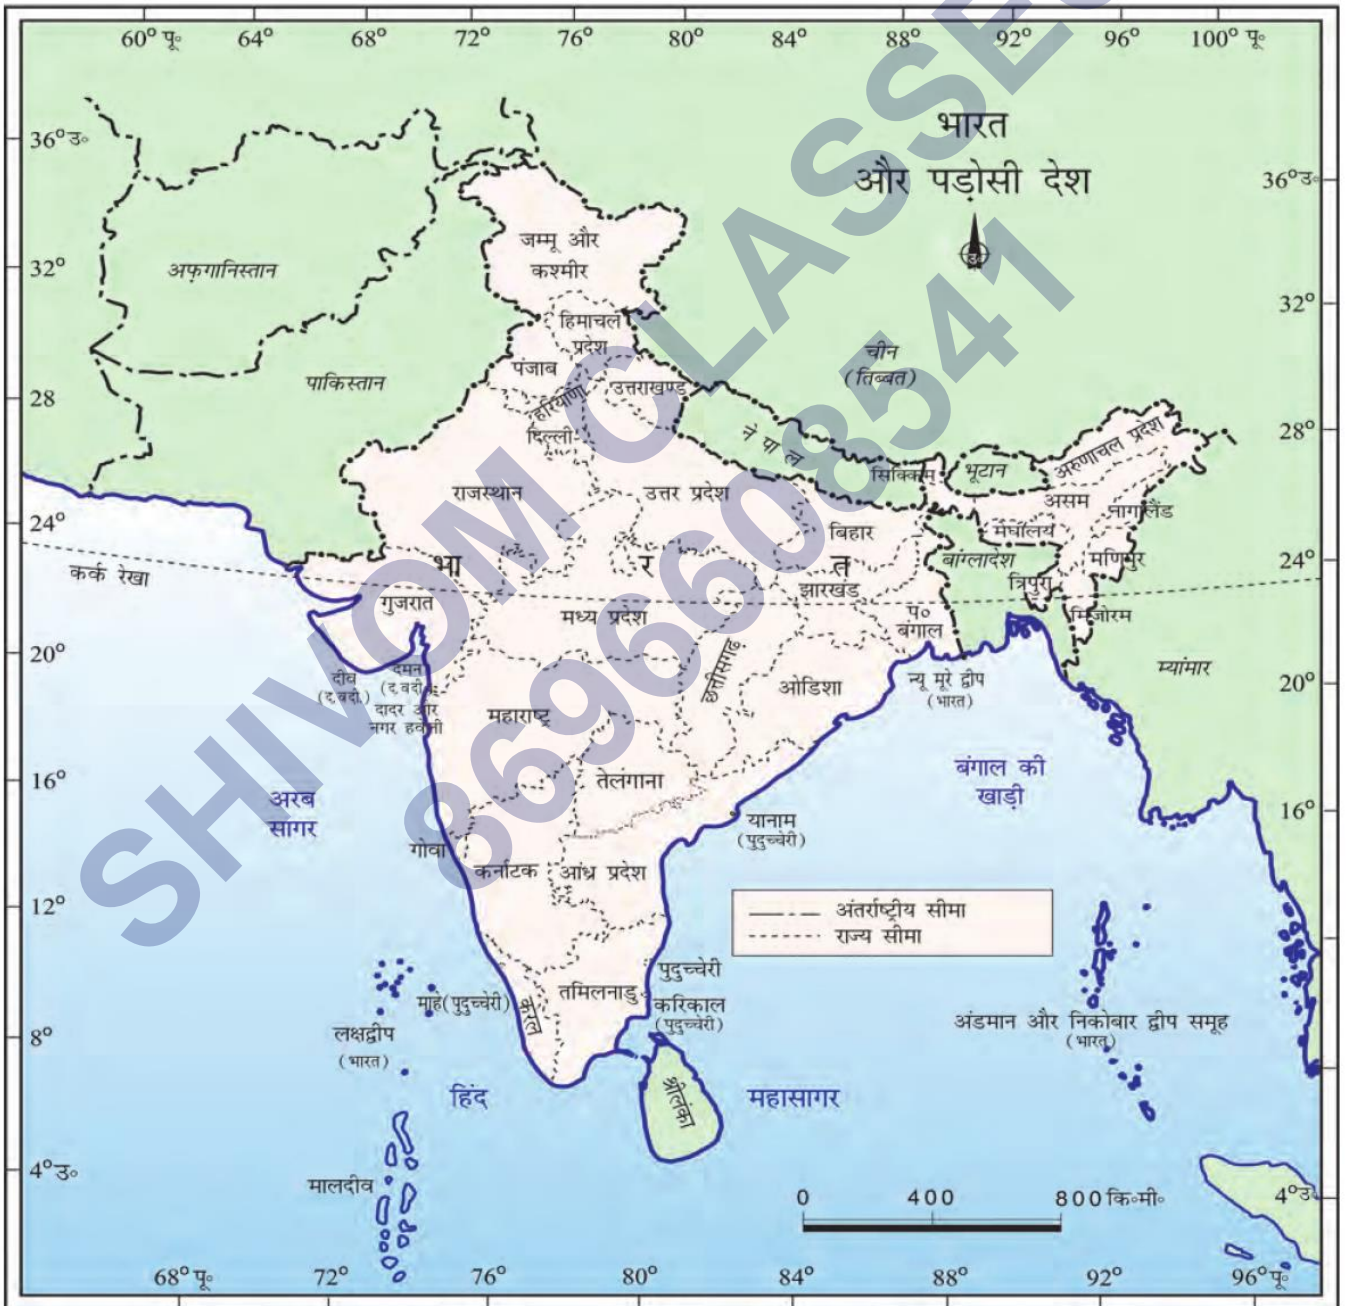 60° पू॰ 64° 68° 72° 76° 80° 84° 88° 92° 96° 100° पू॰
भारत
और पड़ोसी देश
36°उ॰
36°उ॰
32°
32°
28
28°
24°
24°
20°
20°
16°
16°
12°
8°
4°उ॰
4°उ॰
उ
अफ़गानिस्तान
पाकिस्तान
चीन
(तिब्बत)
जम्मू और
कश्मीर
हिमाचल
प्रदेश
पंजाब
हरियाणा
उत्तराखण्ड
दिल्ली
नेपाल
सिक्किम
भूटान
अरुणाचल प्रदेश
राजस्थान
उत्तर प्रदेश
असम
नागालैंड
बिहार
मेघालय
मणिपुर
बांग्लादेश
त्रिपुरा
मिजोरम
भा र त
झारखंड
कर्क रेखा
गुजरात
मध्य प्रदेश
प०
बंगाल
छत्तीसगढ़
ओडिशा
म्यांमार
न्यू मूरे द्वीप
(भारत)
दीव
(द.वदी.)
दमन
(द.वदी.)
दादर और
नगर हवेली
महाराष्ट्र
तेलंगाना
बंगाल की
खाड़ी
अरब
सागर
यानाम
(पुदुच्चेरी)
गोवा
कर्नाटक
आंध्र प्रदेश
अंतर्राष्ट्रीय सीमा
राज्य सीमा
पुदुच्चेरी
तमिलनाडु
करिकाल
(पुदुच्चेरी)
माहे(पुदुच्चेरी)
केरल
लक्षद्वीप
(भारत)
अंडमान और निकोबार द्वीप समूह
(भारत)
हिंद
महासागर
श्रीलंका
मालदीव
0 400 800 कि॰मी॰
68° पू॰ 72° 76° 80° 84° 88° 92° 96° पू॰
SHIVOM CLASSES
8696608541